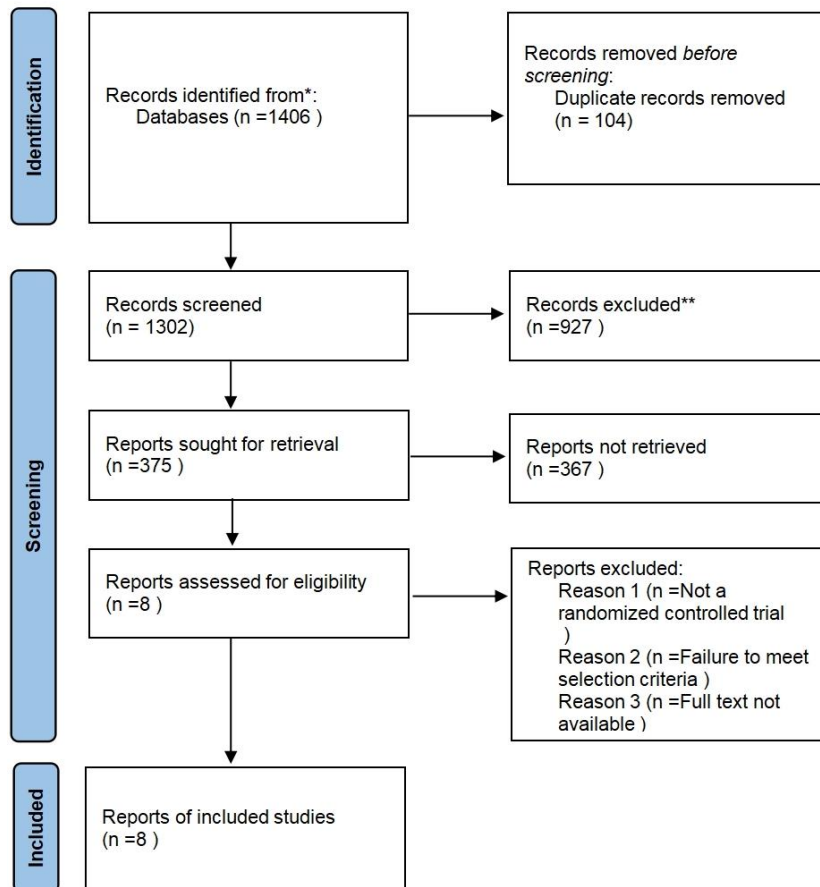 Identification
Records identified from*:
Databases (n =1406 )
Records removed before
screening:
Duplicate records removed
(n = 104)
Screening
Records screened
(n = 1302)
Records excluded**
(n =927 )
Reports sought for retrieval
(n =375 )
Reports not retrieved
(n =367 )
Reports assessed for eligibility
(n =8 )
Reports excluded:
Reason 1 (n =Not a
randomized controlled trial
)
Reason 2 (n =Failure to meet
selection criteria )
Reason 3 (n =Full text not
available )
Included
Reports of included studies
(n =8 )